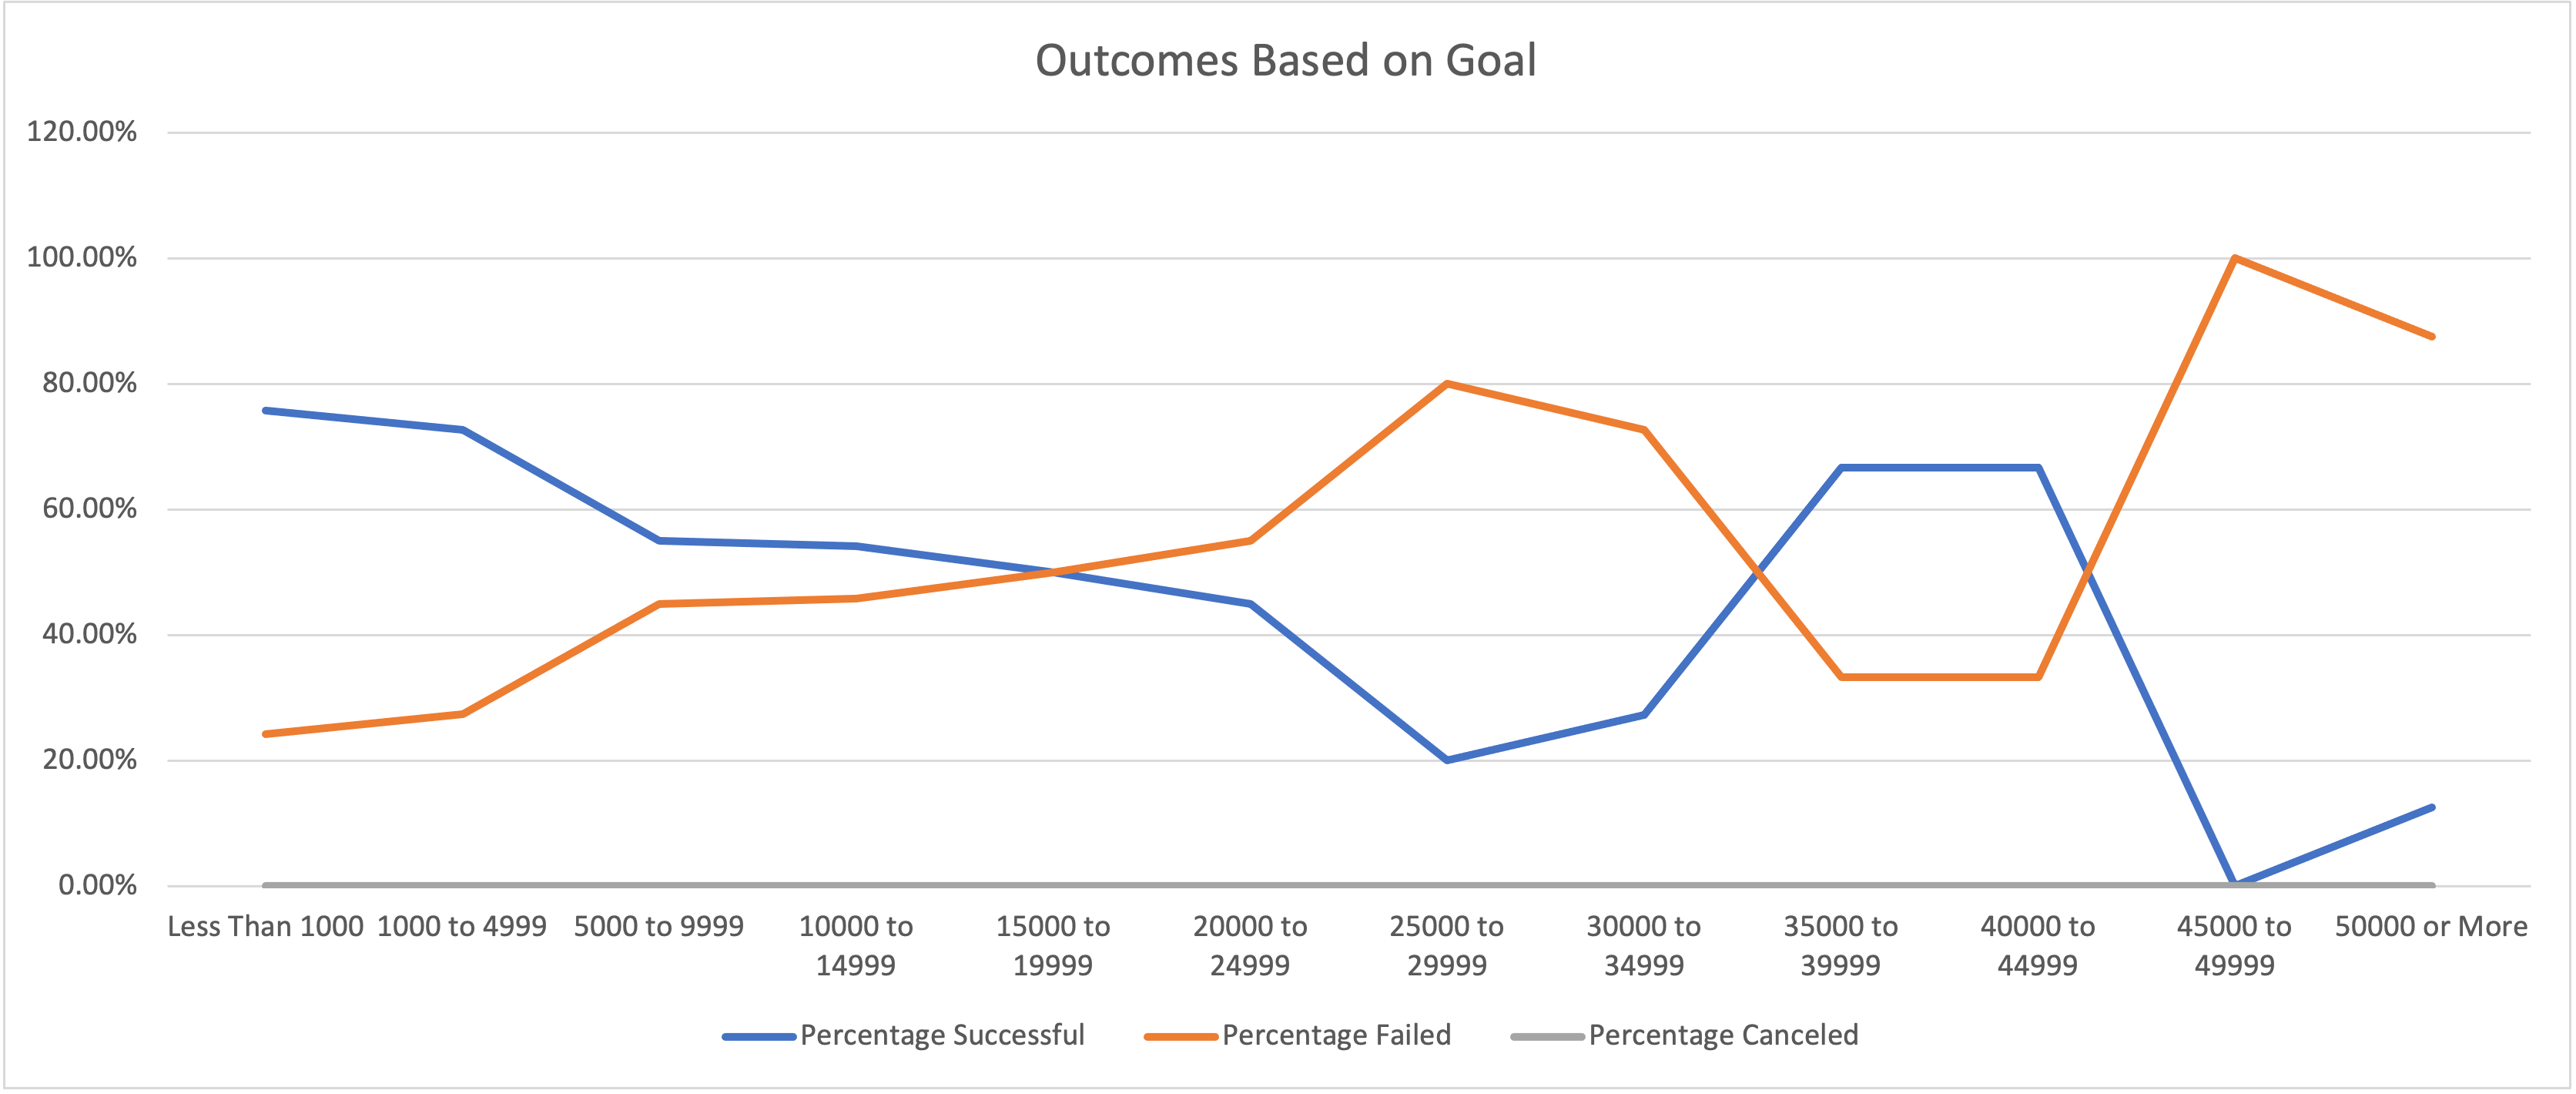 Outcomes Based on Goal
120.00%
100.00%
80.00%
60.00%
40.00%
20.00%
0.00%
Less Than 1000
1000 to 4999
5000 to 9999
10000 to
14999
15000 to
19999
20000 to
24999
25000 to
29999
30000 to
34999
35000 to
39999
40000 to
44999
45000 to
49999
50000 or More
Percentage Successful
Percentage Failed
Percentage Canceled